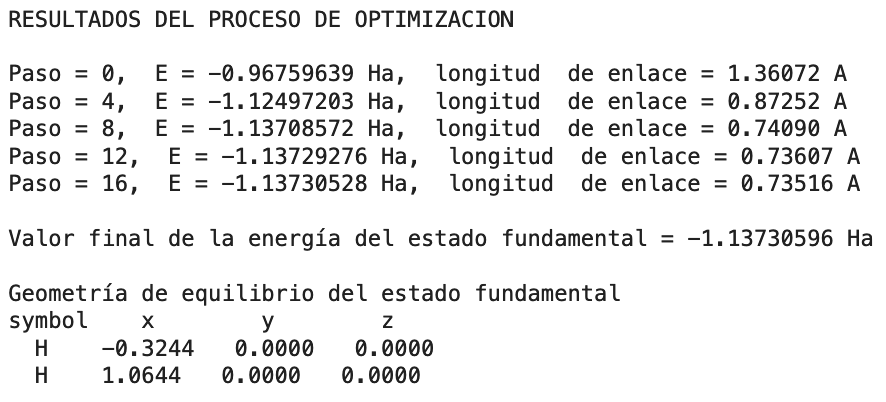 RESULTADOS DEL PROCESO DE OPTIMIZACION
Paso = 0,  E = -0.96759639 Ha,  longitud  de enlace = 1.36072 A
Paso = 4,  E = -1.12497203 Ha,  longitud  de enlace = 0.87252 A
Paso = 8,  E = -1.13708572 Ha,  longitud  de enlace = 0.74090 A
Paso = 12,  E = -1.13729276 Ha,  longitud  de enlace = 0.73607 A
Paso = 16,  E = -1.13730528 Ha,  longitud  de enlace = 0.73516 A
Valor final de la energía del estado fundamental = -1.13730596 Ha
Geometría de equilibrio del estado fundamental
symbol    x        y        z
  H    -0.3244   0.0000   0.0000
  H    1.0644   0.0000   0.0000